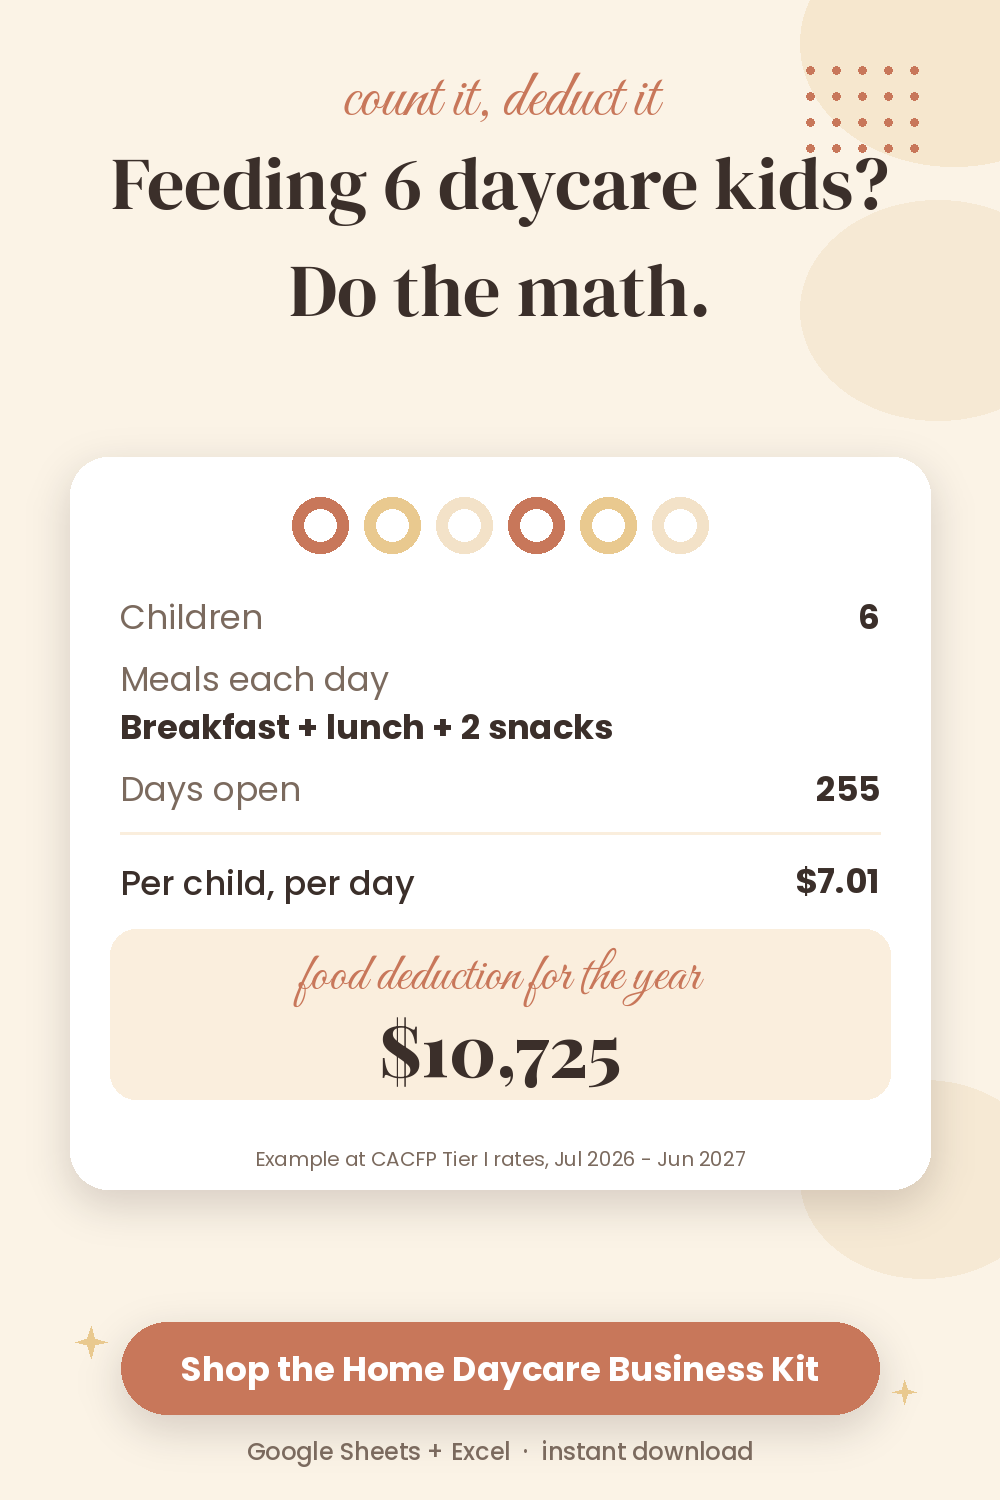 count it, deduct it
Feeding 6 daycare kids?
Do the math.
Children 6
Meals each day
Breakfast + lunch + 2 snacks
Days open 255
Per child, per day $7.01
food deduction for the year
$10,725
Example at CACFP Tier I rates, Jul 2026 - Jun 2027
Shop the Home Daycare Business Kit
Google Sheets + Excel · instant download